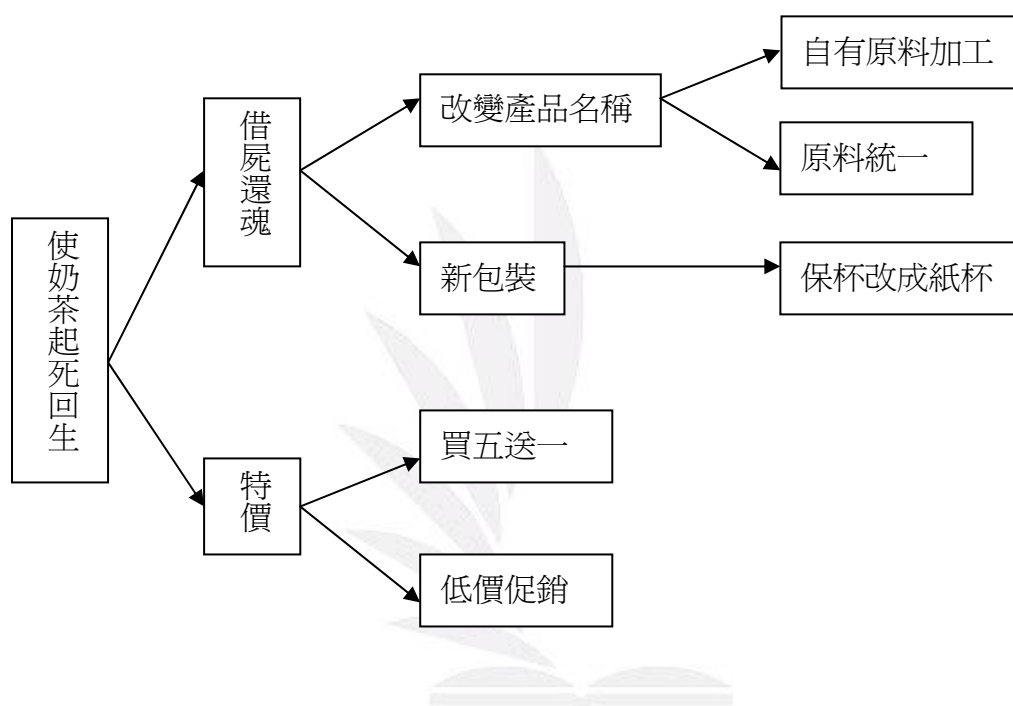 使奶茶起死回生
借屍還魂
改變產品名稱
自有原料加工
原料統一
新包裝
保杯改成紙杯
特價
買五送一
低價促銷